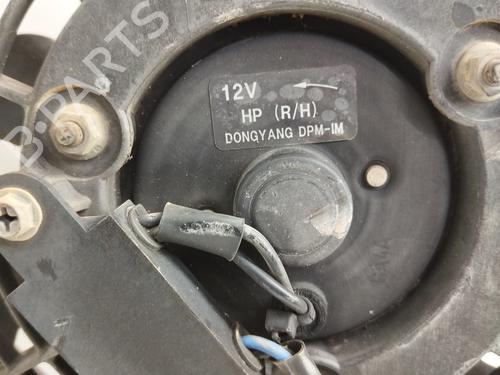 B-PARTS
12V
HP (R/H)
DONGYANG DPM-IM